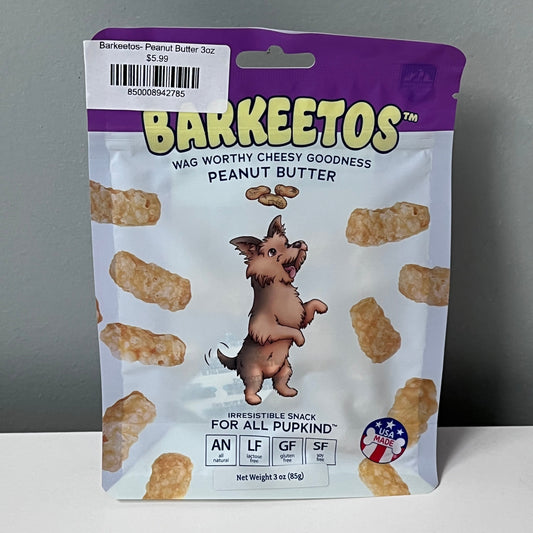 Barkeetos- Peanut Butter 3oz
$5.99
850008942785
BARKEETOS™
WAG WORTHY CHEESY GOODNESS
PEANUT BUTTER
IRRESISTIBLE SNACK
FOR ALL PUPKIND™
AN
all
natural
LF
lactose
free
GF
gluten
free
SF
soy
free
USA
MADE
Net Weight 3 oz (85g)